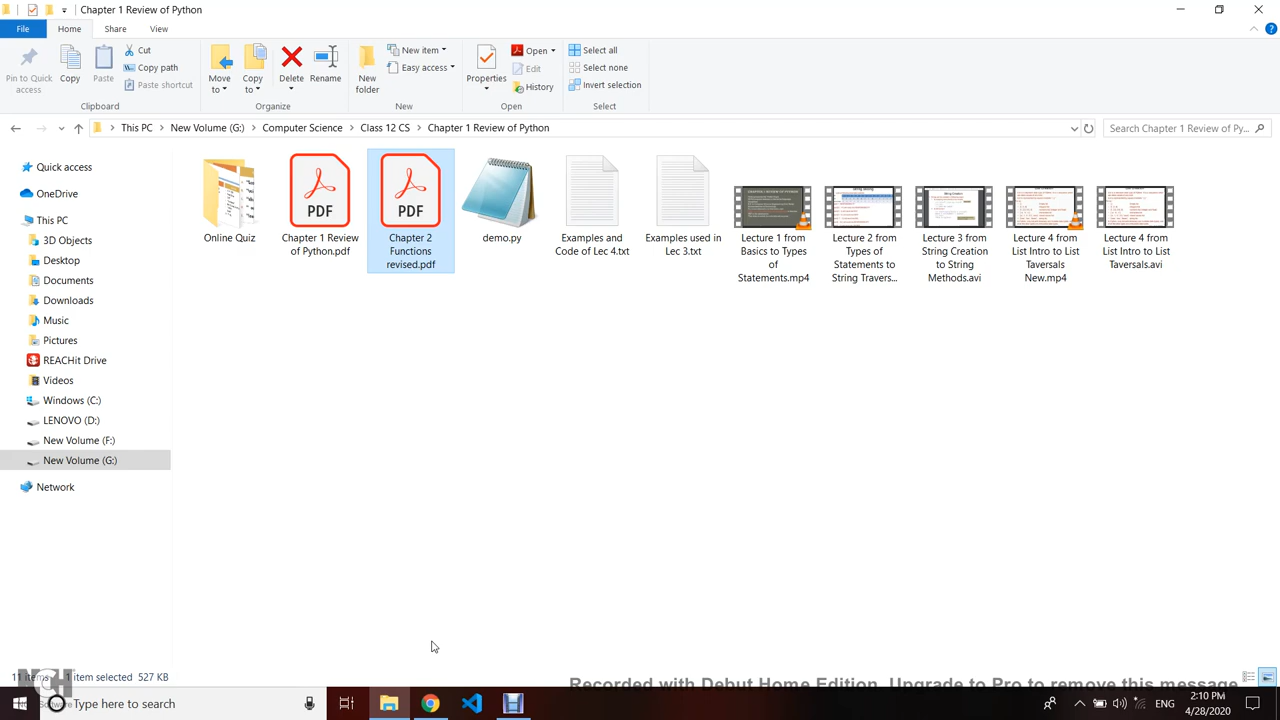 Chapter 1 Review of Python
File Home Share View
Pin to Quick access
Copy
Paste
Cut
Copy path
Paste shortcut
Clipboard
Move to
Copy to
Delete
Rename
Organize
New folder
New item
Easy access
New
Properties
Open
Edit
History
Open
Select all
Select none
Invert selection
Select
This PC New Volume (G:) Computer Science Class 12 CS Chapter 1 Review of Python
Search Chapter 1 Review of Py...
Quick access
OneDrive
This PC
3D Objects
Desktop
Documents
Downloads
Music
Pictures
REACHit Drive
Videos
Windows (C:)
LENOVO (D:)
New Volume (F:)
New Volume (G:)
Network
Online Quiz
PDF
Chapter 1 Review of Python.pdf
PDF
Chapter 2 Functions revised.pdf
demo.py
Examples and Code of Lec 4.txt
Examples used in Lec 3.txt
Lecture 1 from Basics to Types of Statements.mp4
Lecture 2 from Types of Statements to String Travers...
Lecture 3 from String Creation to String Methods.avi
Lecture 4 from List Intro to List Taversals New.mp4
Lecture 4 from List Intro to List Taversals.avi
11 items 1 item selected 527 KB
NCH Software
Recorded with Debut Home Edition. Upgrade to Pro to remove this message
Type here to search
ENG
2:10 PM
4/28/2020